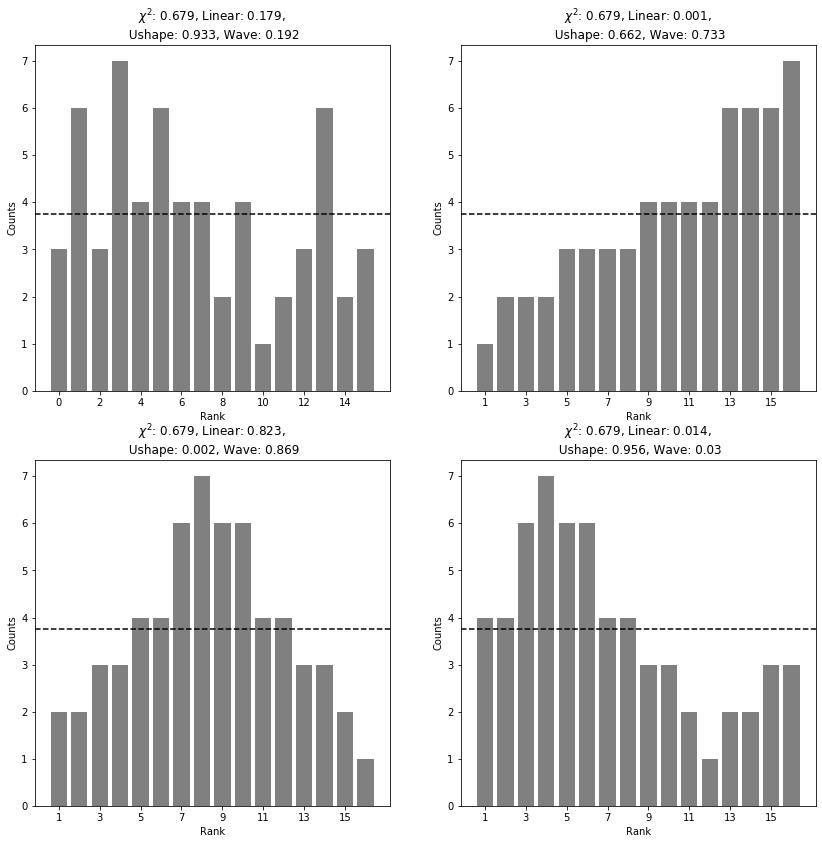 χ²: 0.679, Linear: 0.179,
Ushape: 0.933, Wave: 0.192
7
6
5
4
3
2
1
0
Counts
0 2 4 6 8 10 12 14
Rank
χ²: 0.679, Linear: 0.001,
Ushape: 0.662, Wave: 0.733
7
6
5
4
3
2
1
0
Counts
1 3 5 7 9 11 13 15
Rank
χ²: 0.679, Linear: 0.823,
Ushape: 0.002, Wave: 0.869
7
6
5
4
3
2
1
0
Counts
1 3 5 7 9 11 13 15
Rank
χ²: 0.679, Linear: 0.014,
Ushape: 0.956, Wave: 0.03
7
6
5
4
3
2
1
0
Counts
1 3 5 7 9 11 13 15
Rank